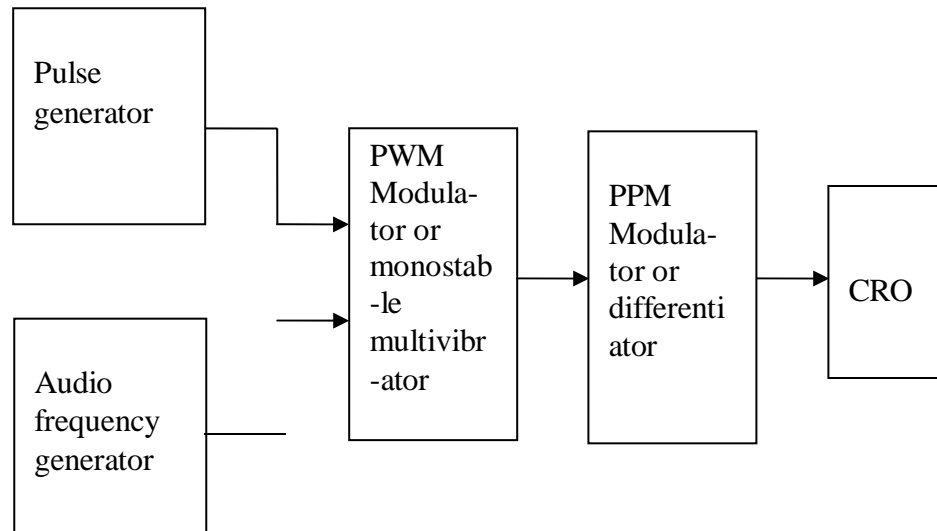 Pulse
generator
PWM
Modula-
tor or
monostab
-le
multivibr
-ator
PPM
Modula-
tor or
differenti
ator
CRO
Audio
frequency
generator